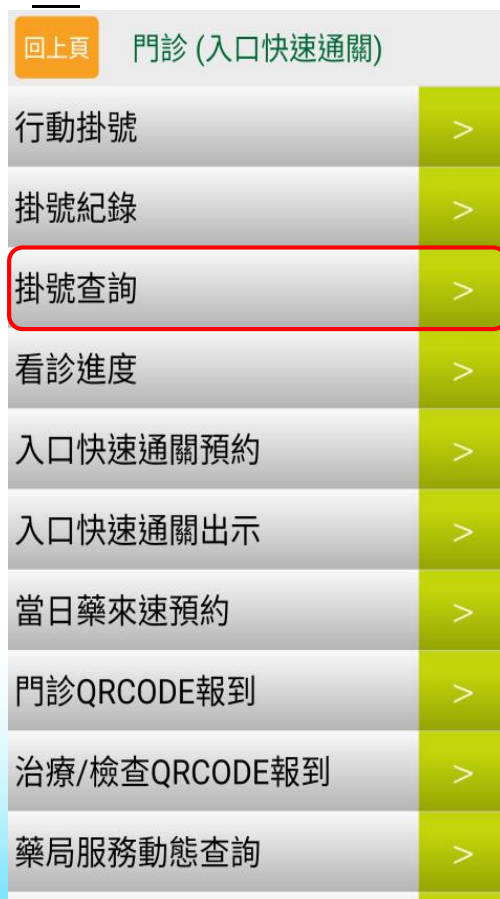 回上頁 門診 (入口快速通關)
行動掛號 >
掛號紀錄 >
掛號查詢 >
看診進度 >
入口快速通關預約 >
入口快速通關出示 >
當日藥來速預約 >
門診QRCODE報到 >
治療/檢查QRCODE報到 >
藥局服務動態查詢 >